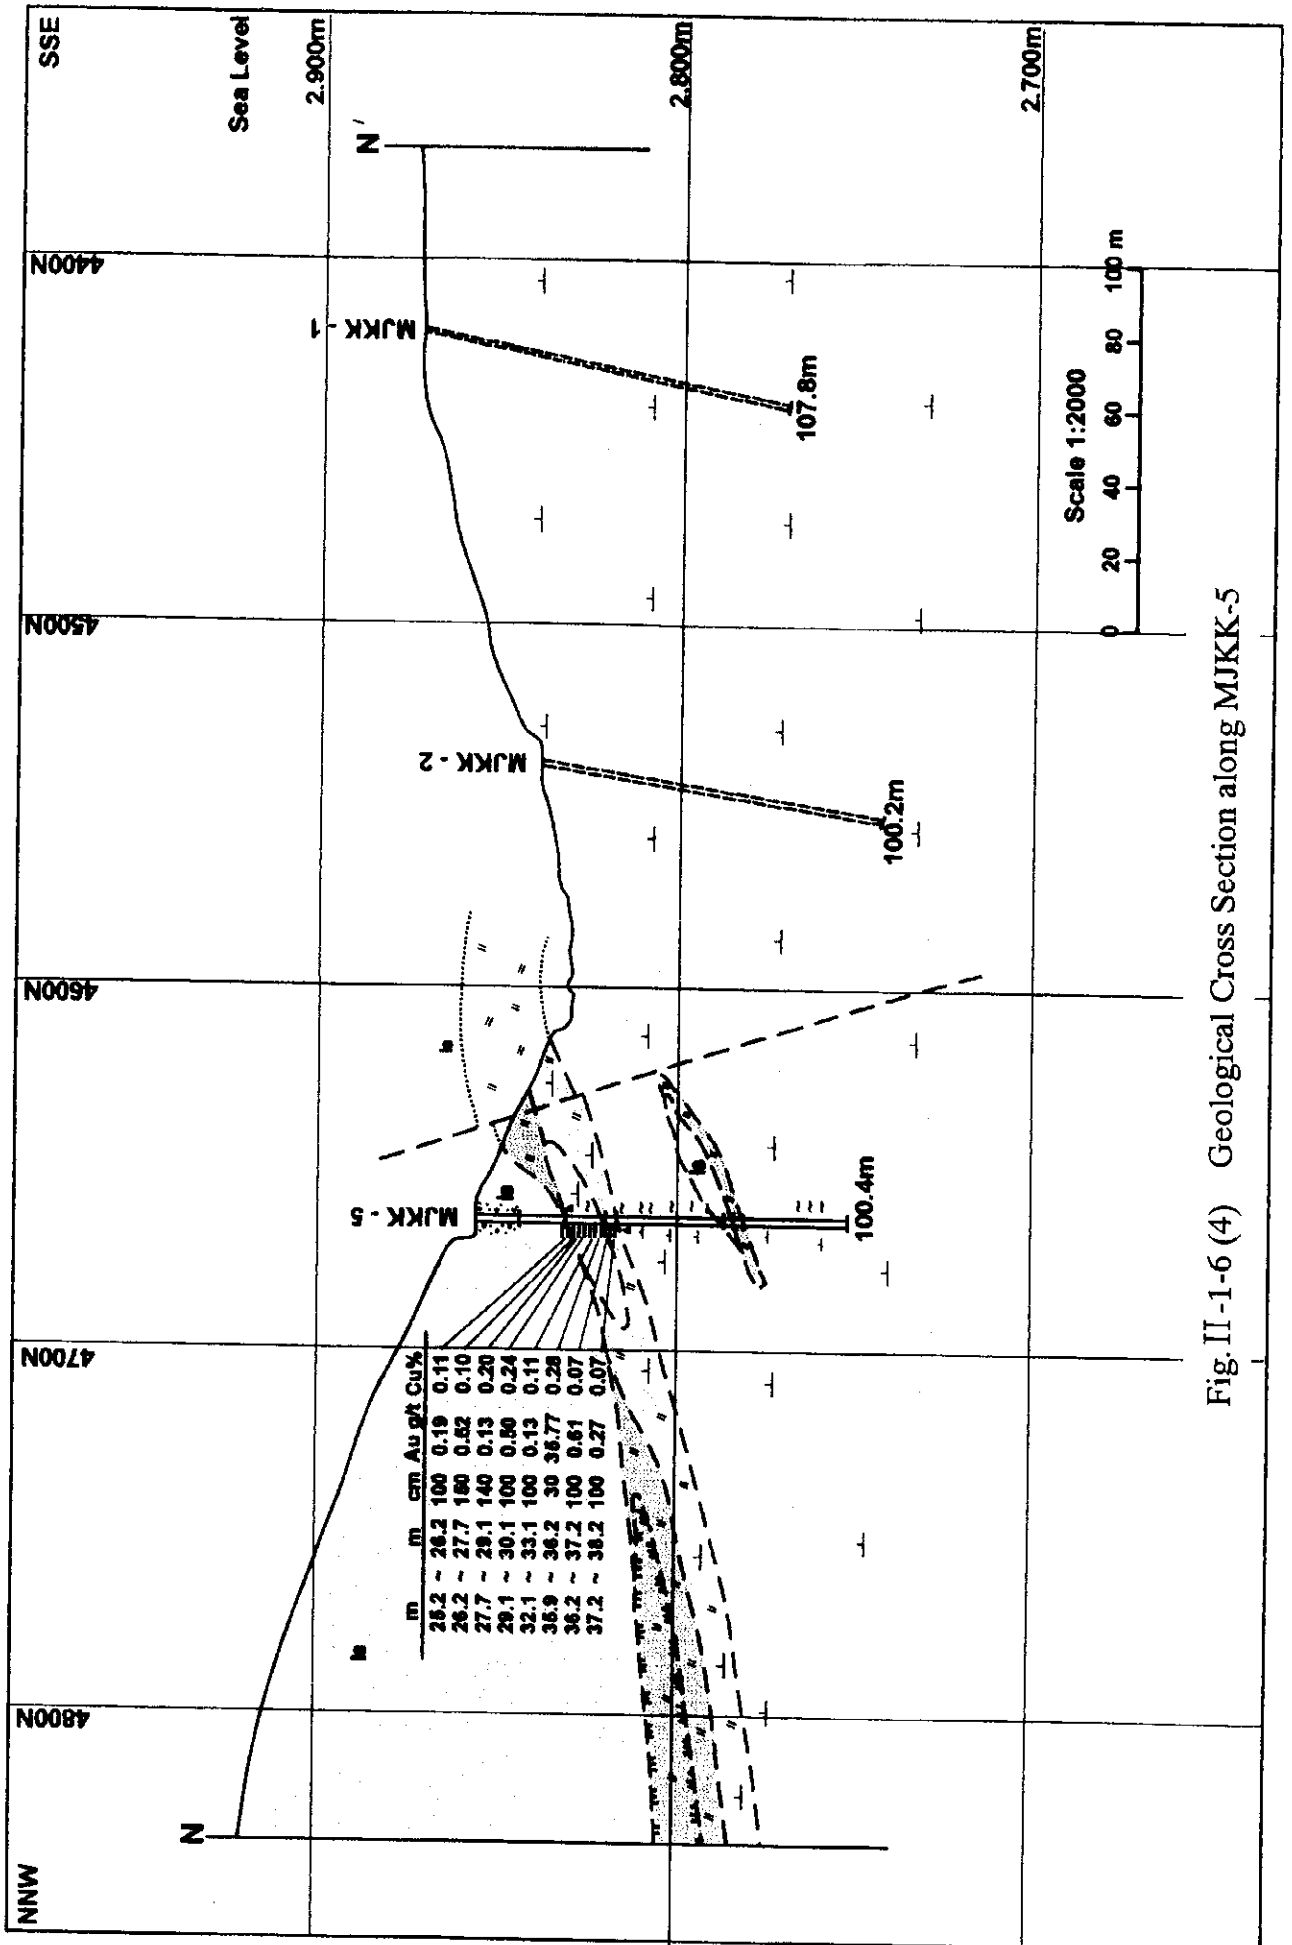 NNW
SSE
Sea Level
2.900m
2.800m
2.700m
4800N
4700N
4600N
4500N
4400N
N
N'
MJKK - 5
MJKK - 2
MJKK - 1
100.4m
100.2m
107.8m
ls
ls
ls
ls
m m cm Au g/t Cu%
25.2 ~ 26.2 100 0.19 0.11
26.2 ~ 27.7 150 0.52 0.10
27.7 ~ 29.1 140 0.13 0.20
29.1 ~ 30.1 100 0.50 0.24
32.1 ~ 33.1 100 0.13 0.11
35.9 ~ 36.2 30 35.77 0.28
36.2 ~ 37.2 100 0.61 0.07
37.2 ~ 38.2 100 0.27 0.07
Scale 1:2000
0 20 40 60 80 100 m
Fig.II-1-6 (4) Geological Cross Section along MJKK-5